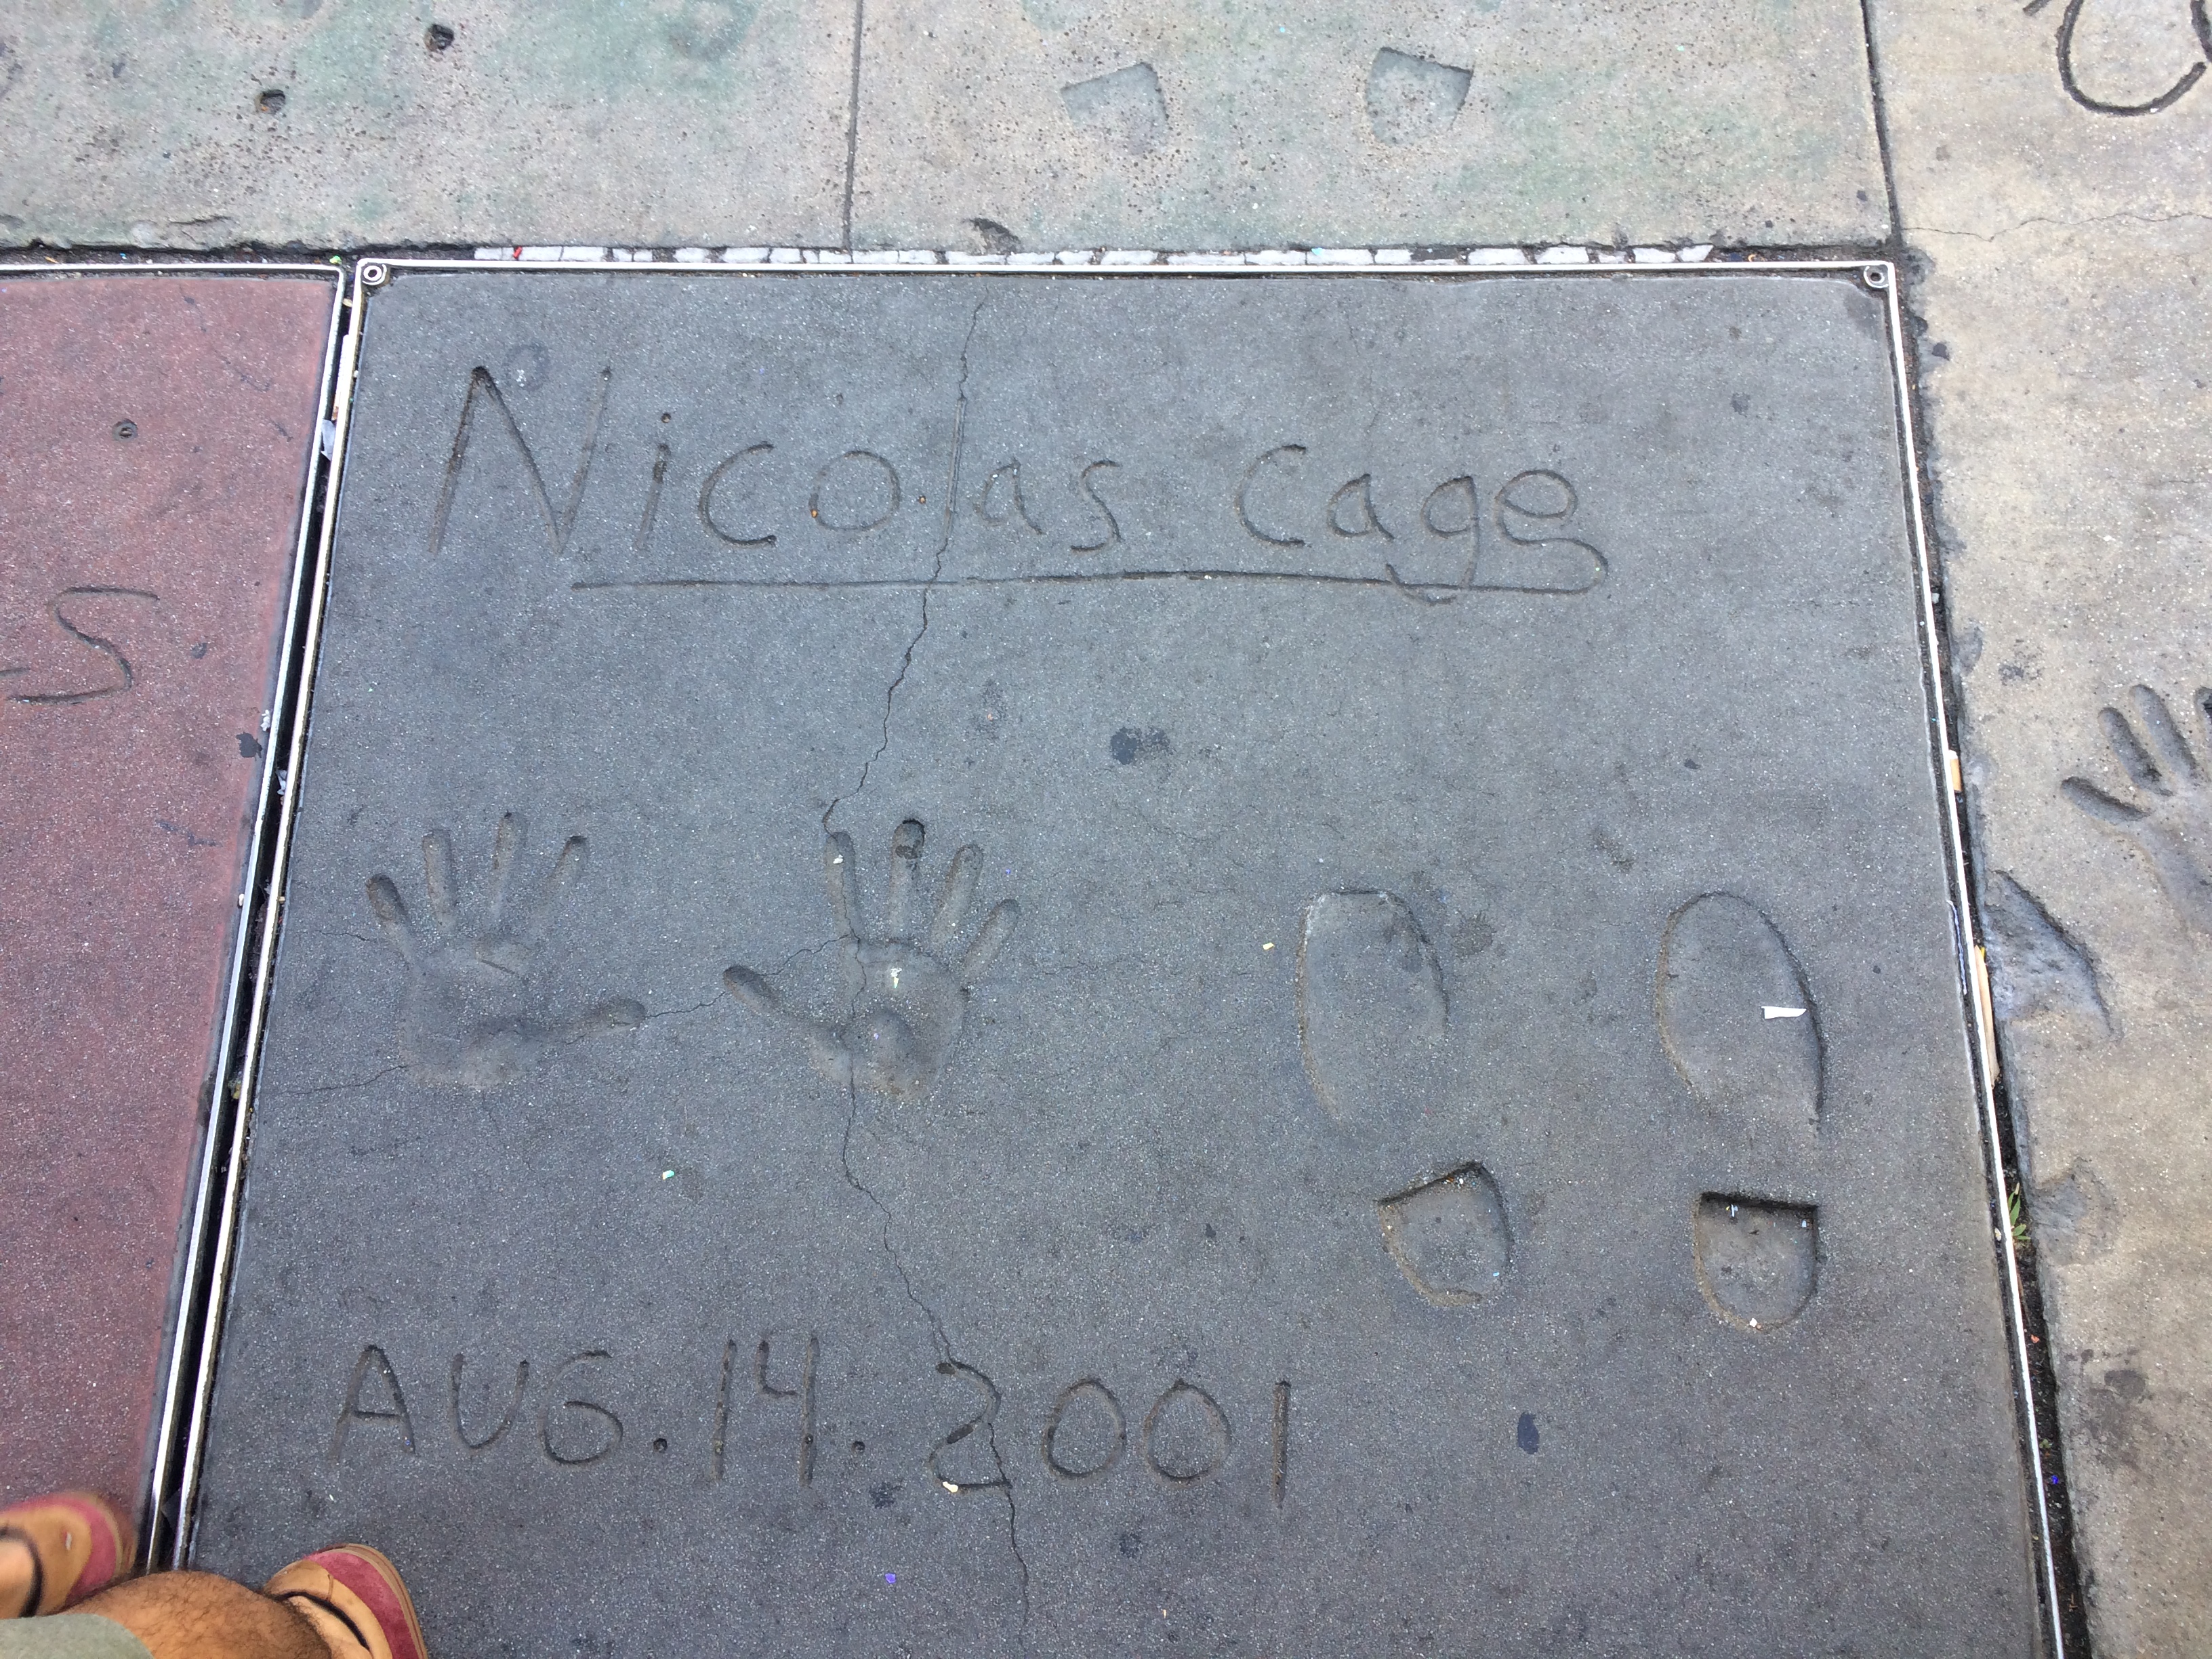 Nicolas Cage
AUG. 14. 2001